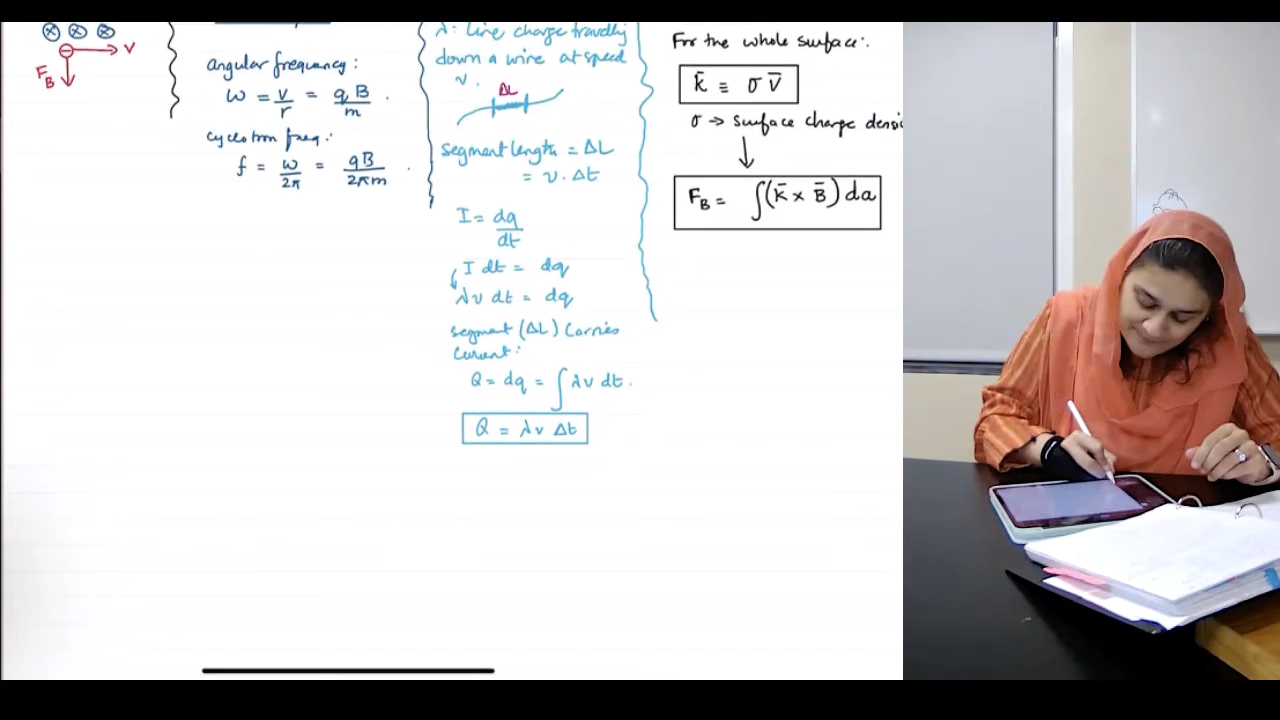 ⊗ ⊗ ⊗
⊖ → v
F_B ↓
angular frequency:
ω = v/r = qB/m .
cyclotron freq.:
f = ω/2π = qB/2πm .
λ: line charge travelling
down a wire at speed
v .
ΔL
segment length = ΔL
= v · Δt
I = dq/dt
I dt = dq
λv dt = dq
segment (ΔL) carries
current:
Q = dq = ∫ λv dt .
Q = λv Δt
For the whole surface:.
K̄ ≡ σ v̄
σ → surface charge densi
↓
F_B = ∫(K̄ × B̄) da